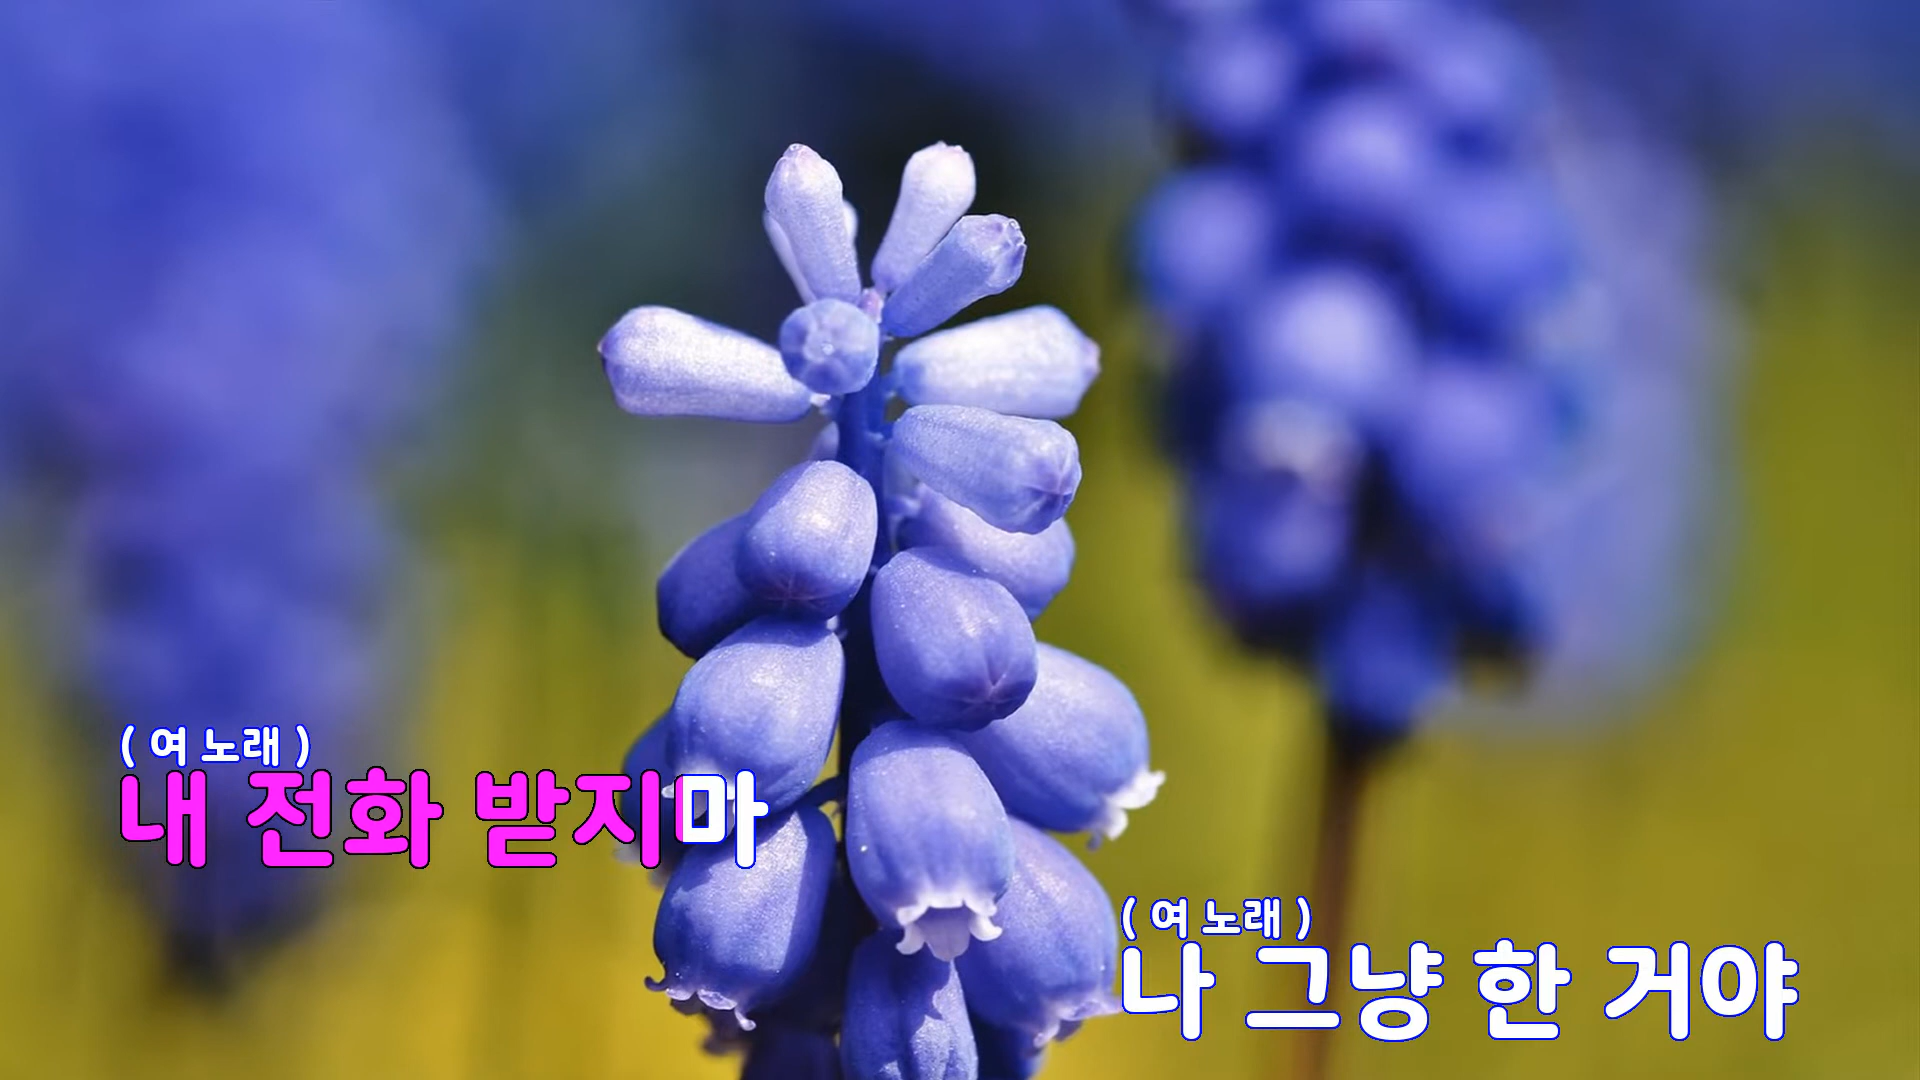 ( 여 노래 )
내 전화 받지마
( 여 노래 )
나 그냥 한 거야